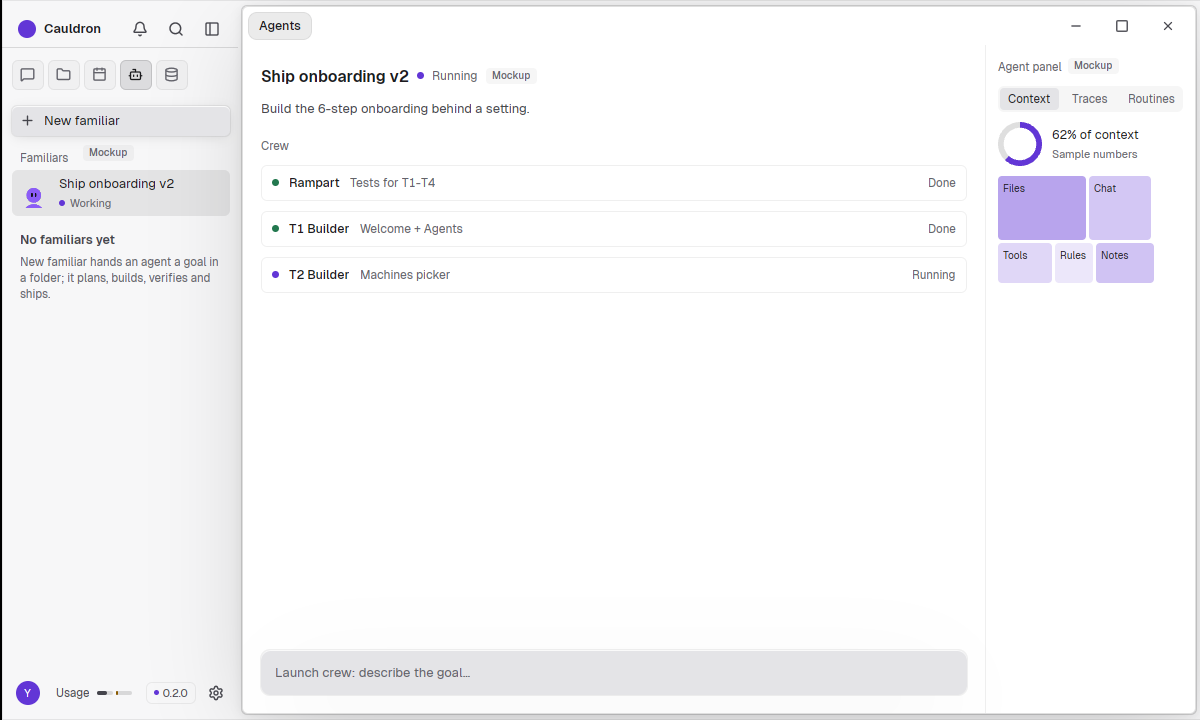 Cauldron
New familiar
Familiars
Mockup
Ship onboarding v2
Working
No familiars yet
New familiar hands an agent a goal in
a folder; it plans, builds, verifies and
ships.
Y
Usage
0.2.0
Agents
Ship onboarding v2
Running
Mockup
Build the 6-step onboarding behind a setting.
Crew
Rampart Tests for T1-T4 Done
T1 Builder Welcome + Agents Done
T2 Builder Machines picker Running
Launch crew: describe the goal…
Agent panel
Mockup
Context Traces Routines
62% of context
Sample numbers
Files Chat
Tools Rules Notes